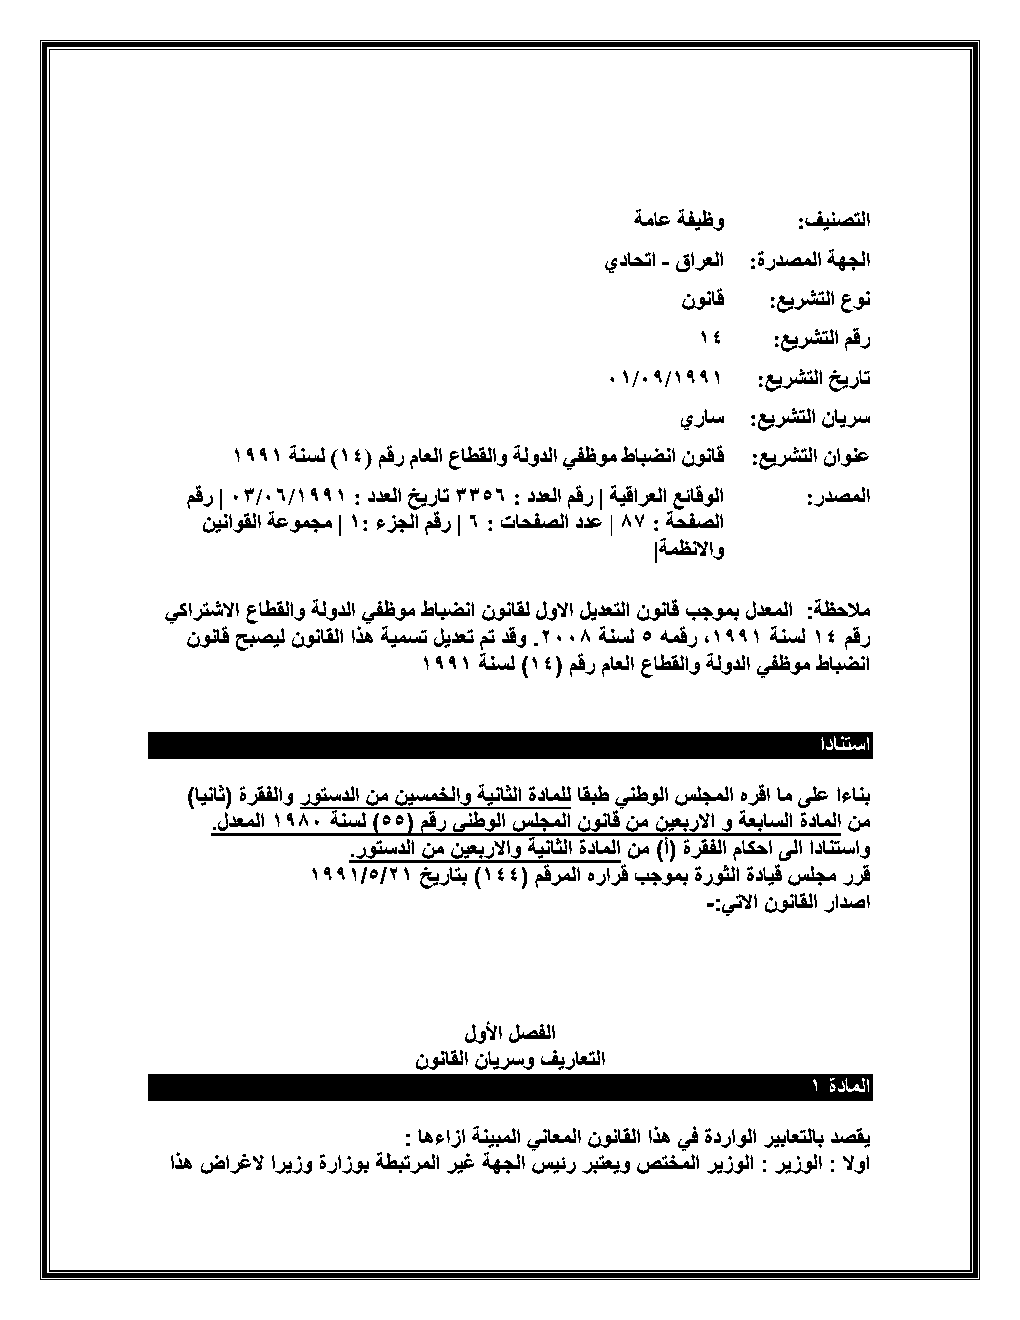 التصنيف: وظيفة عامة
الجهة المصدرة: العراق - اتحادي
نوع التشريع: قانون
رقم التشريع: ١٤
تاريخ التشريع: ٠١/٠٩/١٩٩١
سريان التشريع: ساري
عنوان التشريع: قانون انضباط موظفي الدولة والقطاع العام رقم (١٤) لسنة ١٩٩١
المصدر: الوقائع العراقية | رقم العدد : ٣٣٥٦ تاريخ العدد : ٠٣/٠٦/١٩٩١ | رقم
الصفحة : ٨٧ | عدد الصفحات : ٦ | رقم الجزء :١ | مجموعة القوانين
والانظمة|
ملاحظة: المعدل بموجب قانون التعديل الاول لقانون انضباط موظفي الدولة والقطاع الاشتراكي
رقم ١٤ لسنة ١٩٩١، رقمه ٥ لسنة ٢٠٠٨. وقد تم تعديل تسمية هذا القانون ليصبح قانون
انضباط موظفي الدولة والقطاع العام رقم (١٤) لسنة ١٩٩١
استنادا
بناءا على ما اقره المجلس الوطني طبقا للمادة الثانية والخمسين من الدستور والفقرة (ثانيا)
من المادة السابعة و الاربعين من قانون المجلس الوطني رقم (٥٥) لسنة ١٩٨٠ المعدل.
واستنادا الى احكام الفقرة (أ) من المادة الثانية والاربعين من الدستور.
قرر مجلس قيادة الثورة بموجب قراره المرقم (١٤٤) بتاريخ ١٩٩١/٥/٢١
اصدار القانون الاتي:-
الفصل الأول
التعاريف وسريان القانون
المادة ١
يقصد بالتعابير الواردة في هذا القانون المعاني المبينة ازاءها :
اولا : الوزير : الوزير المختص ويعتبر رئيس الجهة غير المرتبطة بوزارة وزيرا لاغراض هذا